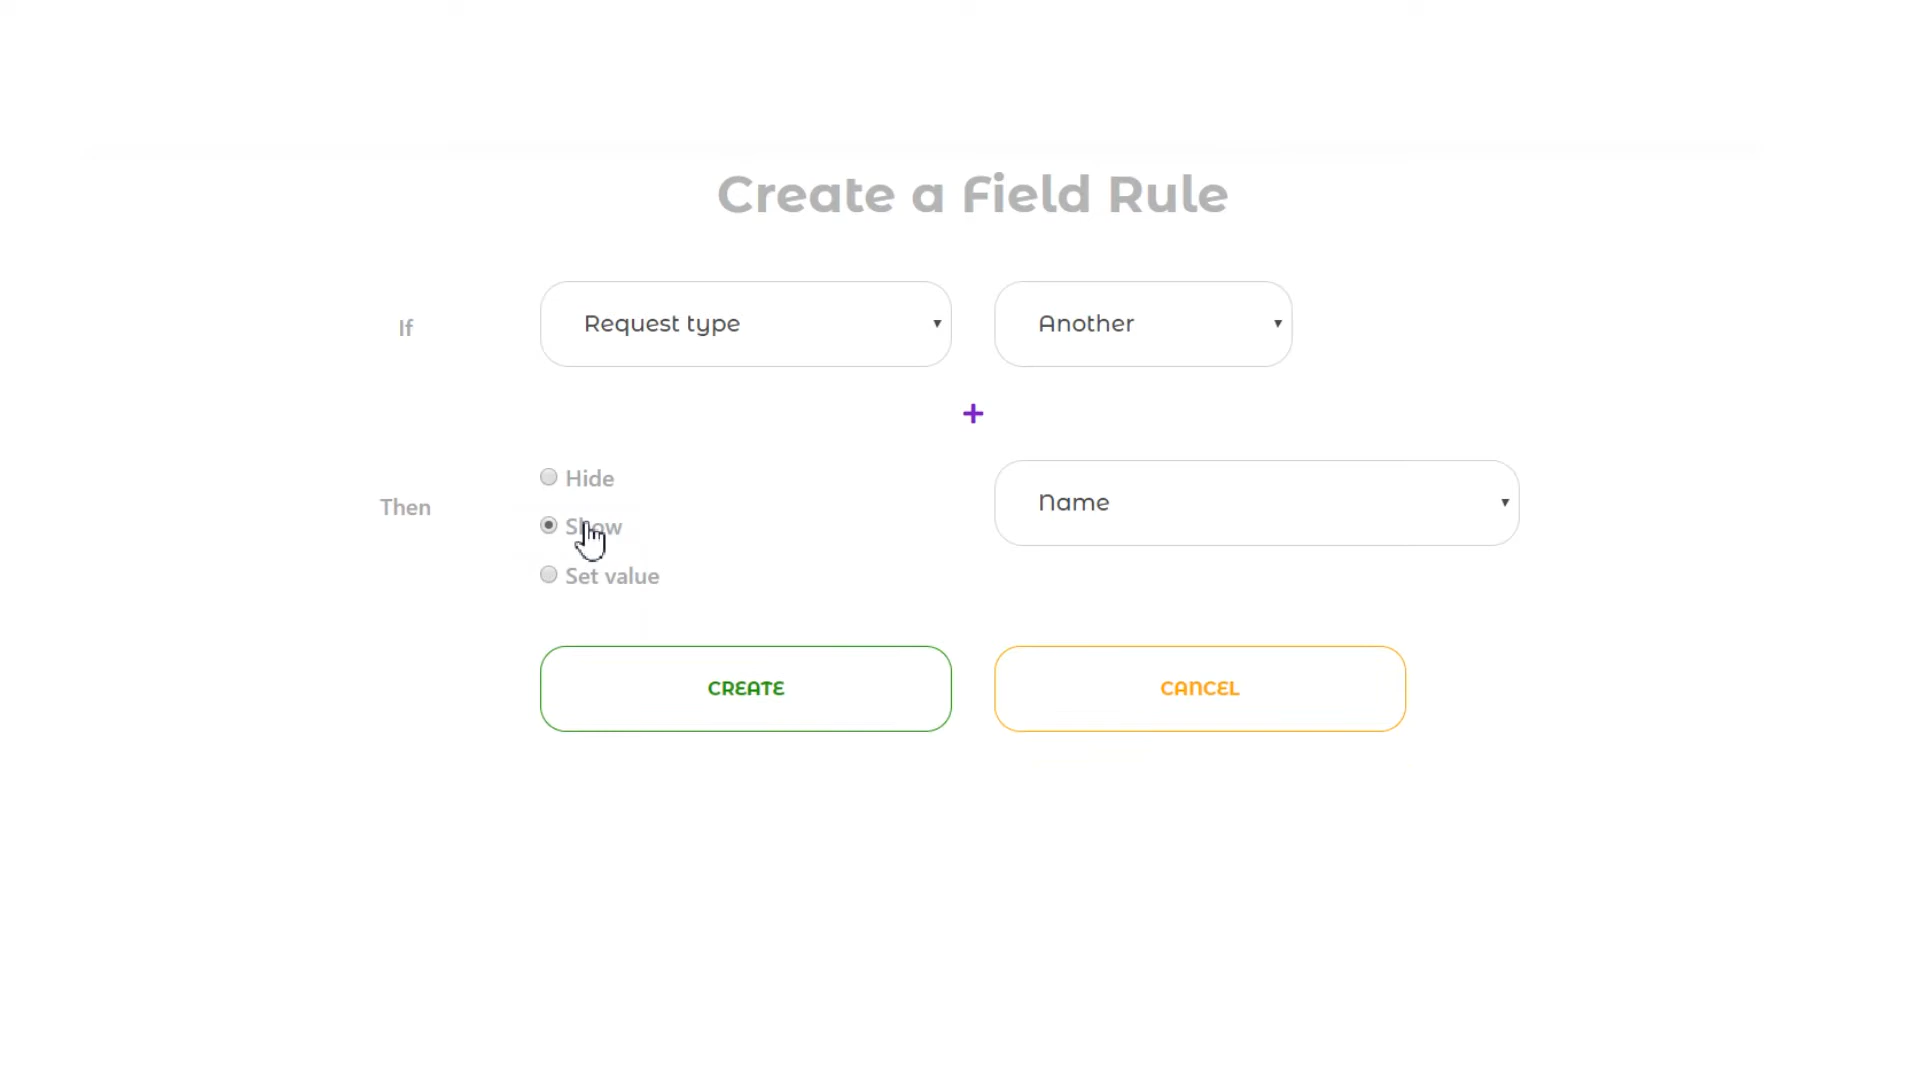 Create a Field Rule
If
Request type
Another
+
Hide
Then
Name
Show
Set value
CREATE
CANCEL